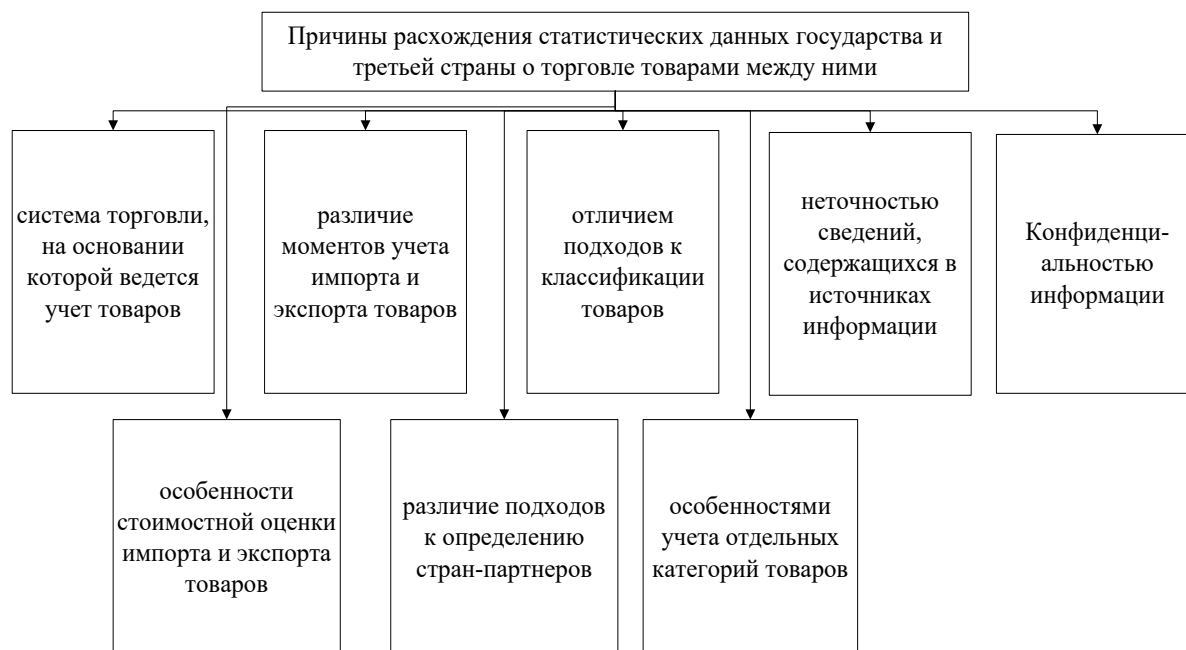 Причины расхождения статистических данных государства и
третьей страны о торговле товарами между ними
система торговли,
на основании
которой ведется
учет товаров
различие
моментов учета
импорта и
экспорта товаров
отличием
подходов к
классификации
товаров
неточностью
сведений,
содержащихся в
источниках
информации
Конфиденци-
альностью
информации
особенности
стоимостной оценки
импорта и экспорта
товаров
различие подходов
к определению
стран-партнеров
особенностями
учета отдельных
категорий товаров